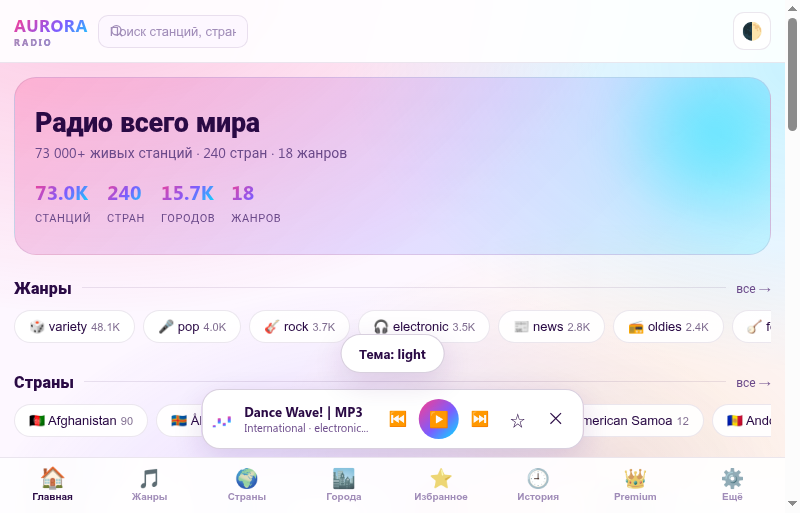 AURORA
RADIO
Поиск станций, стран
Радио всего мира
73 000+ живых станций · 240 стран · 18 жанров
73.0K 240 15.7K 18
СТАНЦИЙ СТРАН ГОРОДОВ ЖАНРОВ
Жанры все →
variety 48.1K pop 4.0K rock 3.7K electronic 3.5K news 2.8K oldies 2.4K
Тема: light
Страны все →
Afghanistan 90 merican Samoa 12 Ando
Dance Wave! | MP3
International · electronic...
Главная Жанры Страны Города Избранное История Premium Ещё